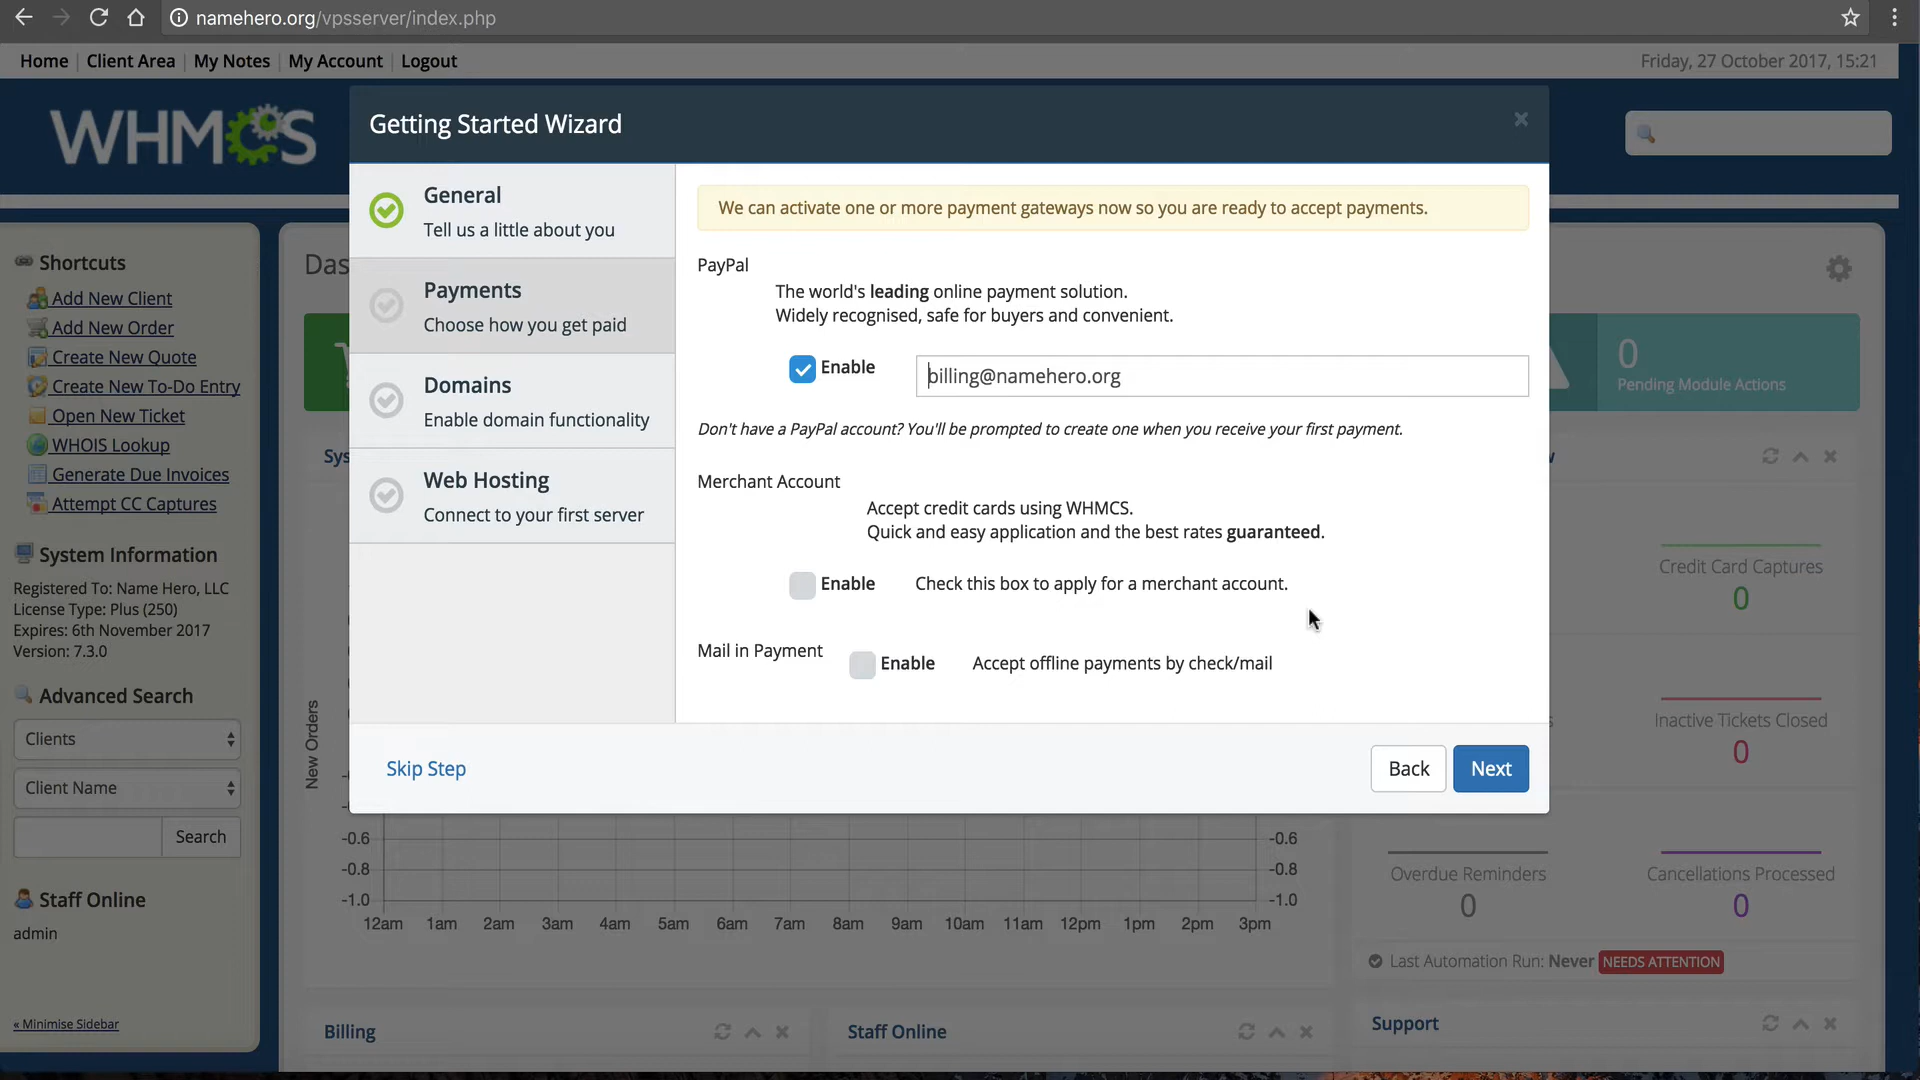 namehero.org/vpsserver/index.php
Home
Client Area
My Notes
My Account
Logout
Friday, 27 October 2017, 15:21
WHMCS
Getting Started Wizard
General
Tell us a little about you
Payments
Choose how you get paid
Domains
Enable domain functionality
Web Hosting
Connect to your first server
We can activate one or more payment gateways now so you are ready to accept payments.
PayPal
The world's leading online payment solution.
Widely recognised, safe for buyers and convenient.
Enable
billing@namehero.org
Don't have a PayPal account? You'll be prompted to create one when you receive your first payment.
Merchant Account
Accept credit cards using WHMCS.
Quick and easy application and the best rates guaranteed.
Enable
Check this box to apply for a merchant account.
Mail in Payment
Enable
Accept offline payments by check/mail
Skip Step
Back
Next
Shortcuts
Add New Client
Add New Order
Create New Quote
Create New To-Do Entry
Open New Ticket
WHOIS Lookup
Generate Due Invoices
Attempt CC Captures
System Information
Registered To: Name Hero, LLC
License Type: Plus (250)
Expires: 6th November 2017
Version: 7.3.0
Advanced Search
Clients
Client Name
Search
Staff Online
admin
« Minimise Sidebar
Das
0
Pending Module Actions
Sys
New Orders
-0.6
-0.8
-1.0
-0.6
-0.8
-1.0
12am 1am 2am 3am 4am 5am 6am 7am 8am 9am 10am 11am 12pm 1pm 2pm 3pm
Credit Card Captures
0
Inactive Tickets Closed
0
Overdue Reminders
0
Cancellations Processed
0
Last Automation Run: Never NEEDS ATTENTION
Billing
Staff Online
Support